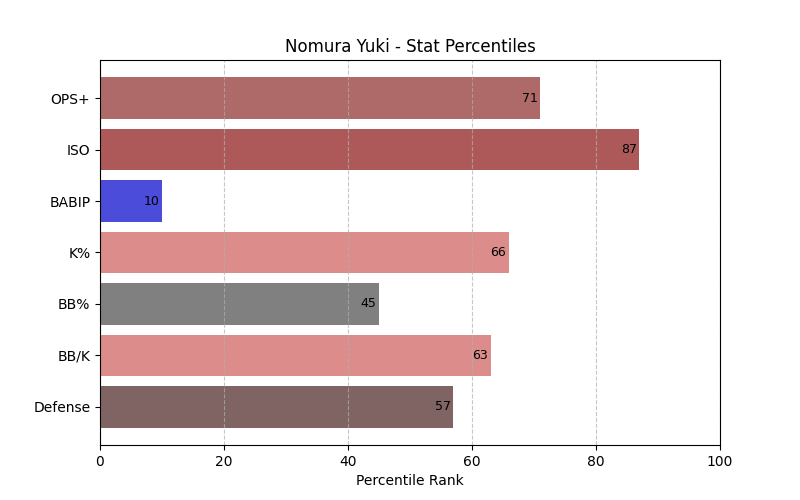 Nomura Yuki - Stat Percentiles
OPS+ 71
ISO 87
BABIP 10
K% 66
BB% 45
BB/K 63
Defense 57
0 20 40 60 80 100
Percentile Rank